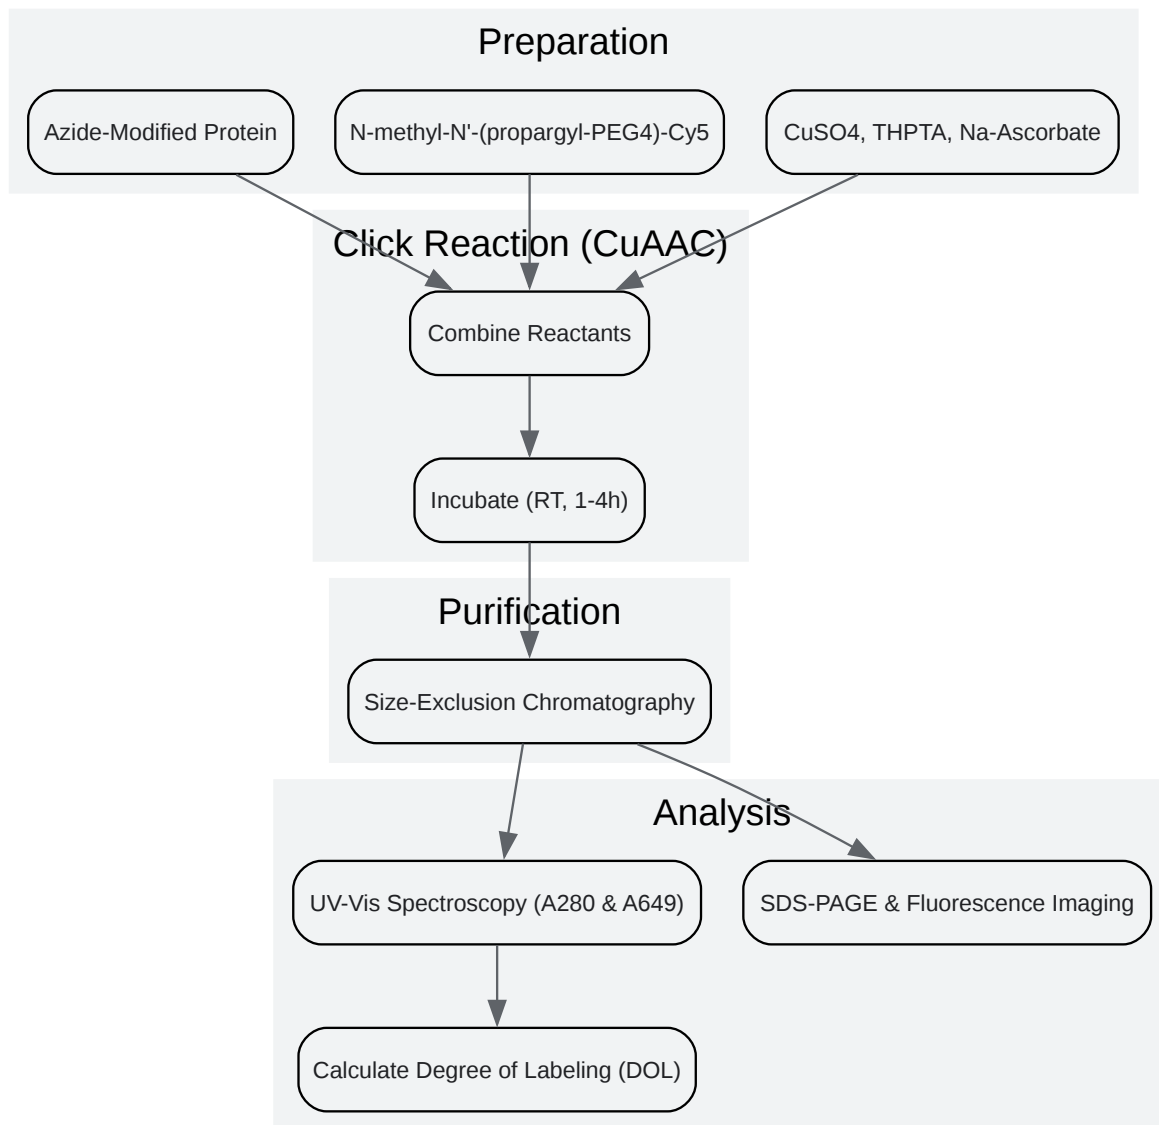 Preparation
Azide-Modified Protein
N-methyl-N'-(propargyl-PEG4)-Cy5
CuSO4, THPTA, Na-Ascorbate
Click Reaction (CuAAC)
Combine Reactants
Incubate (RT, 1-4h)
Purification
Size-Exclusion Chromatography
Analysis
UV-Vis Spectroscopy (A280 & A649)
SDS-PAGE & Fluorescence Imaging
Calculate Degree of Labeling (DOL)